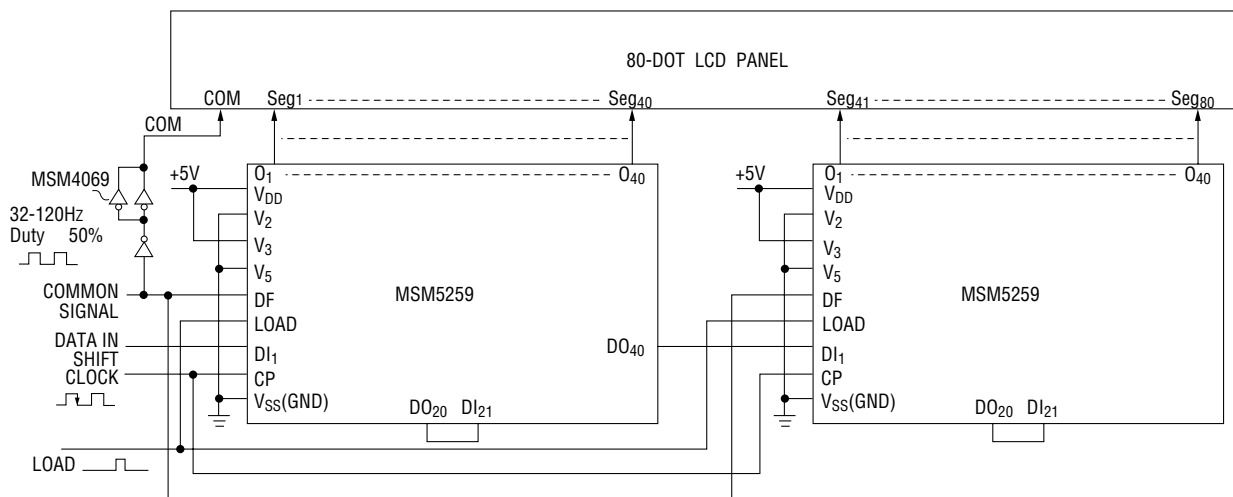 80-DOT LCD PANEL
COM Seg1 Seg40 Seg41 Seg80
COM
MSM4069
32-120Hz
Duty 50%
COMMON
SIGNAL
DATA IN
SHIFT
CLOCK
LOAD
+5V
O1 O40
VDD
V2
V3
V5
DF
LOAD
DI1
CP
VSS(GND)
MSM5259
DO40
DO20 DI21
+5V
O1 O40
VDD
V2
V3
V5
DF
LOAD
DI1
CP
VSS(GND)
MSM5259
DO20 DI21